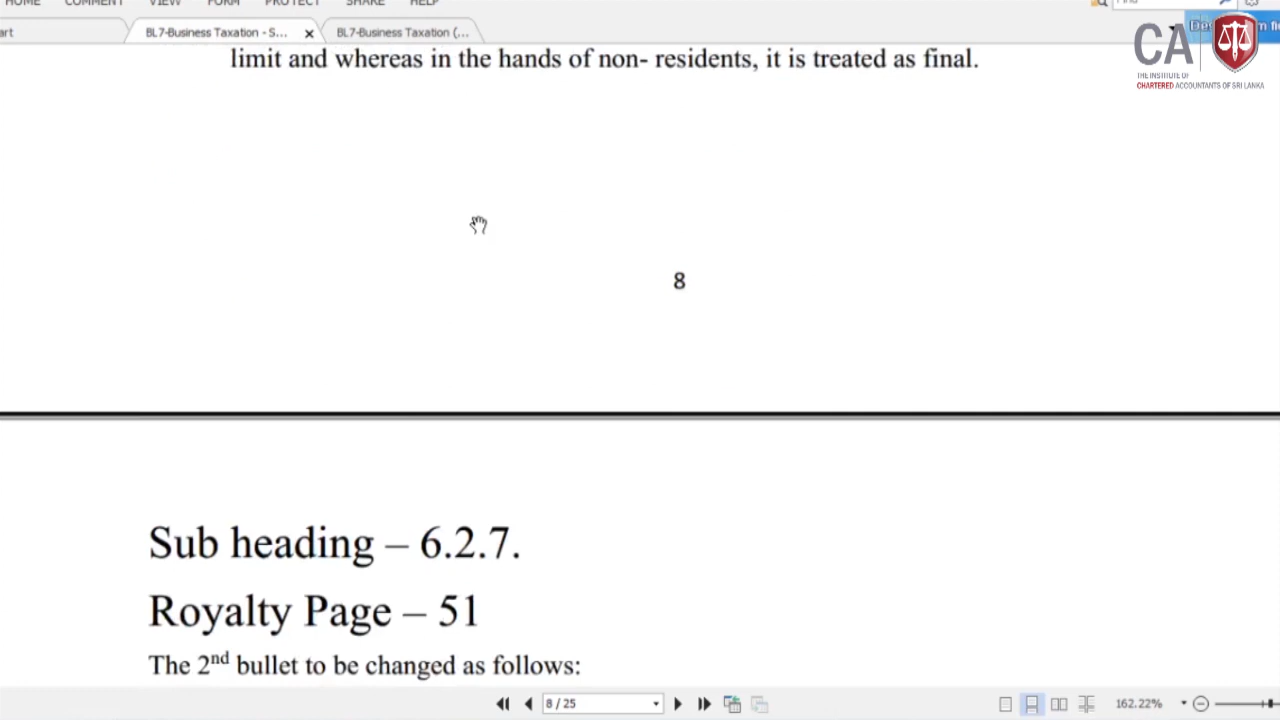 HOME COMMENT VIEW FORM PROTECT SHARE HELP Find
art BL7-Business Taxation - S... BL7-Business Taxation (...
CA
THE INSTITUTE OF
CHARTERED ACCOUNTANTS OF SRI LANKA
limit and whereas in the hands of non- residents, it is treated as final.
8
Sub heading – 6.2.7.
Royalty Page – 51
The 2nd bullet to be changed as follows:
8 / 25 162.22%